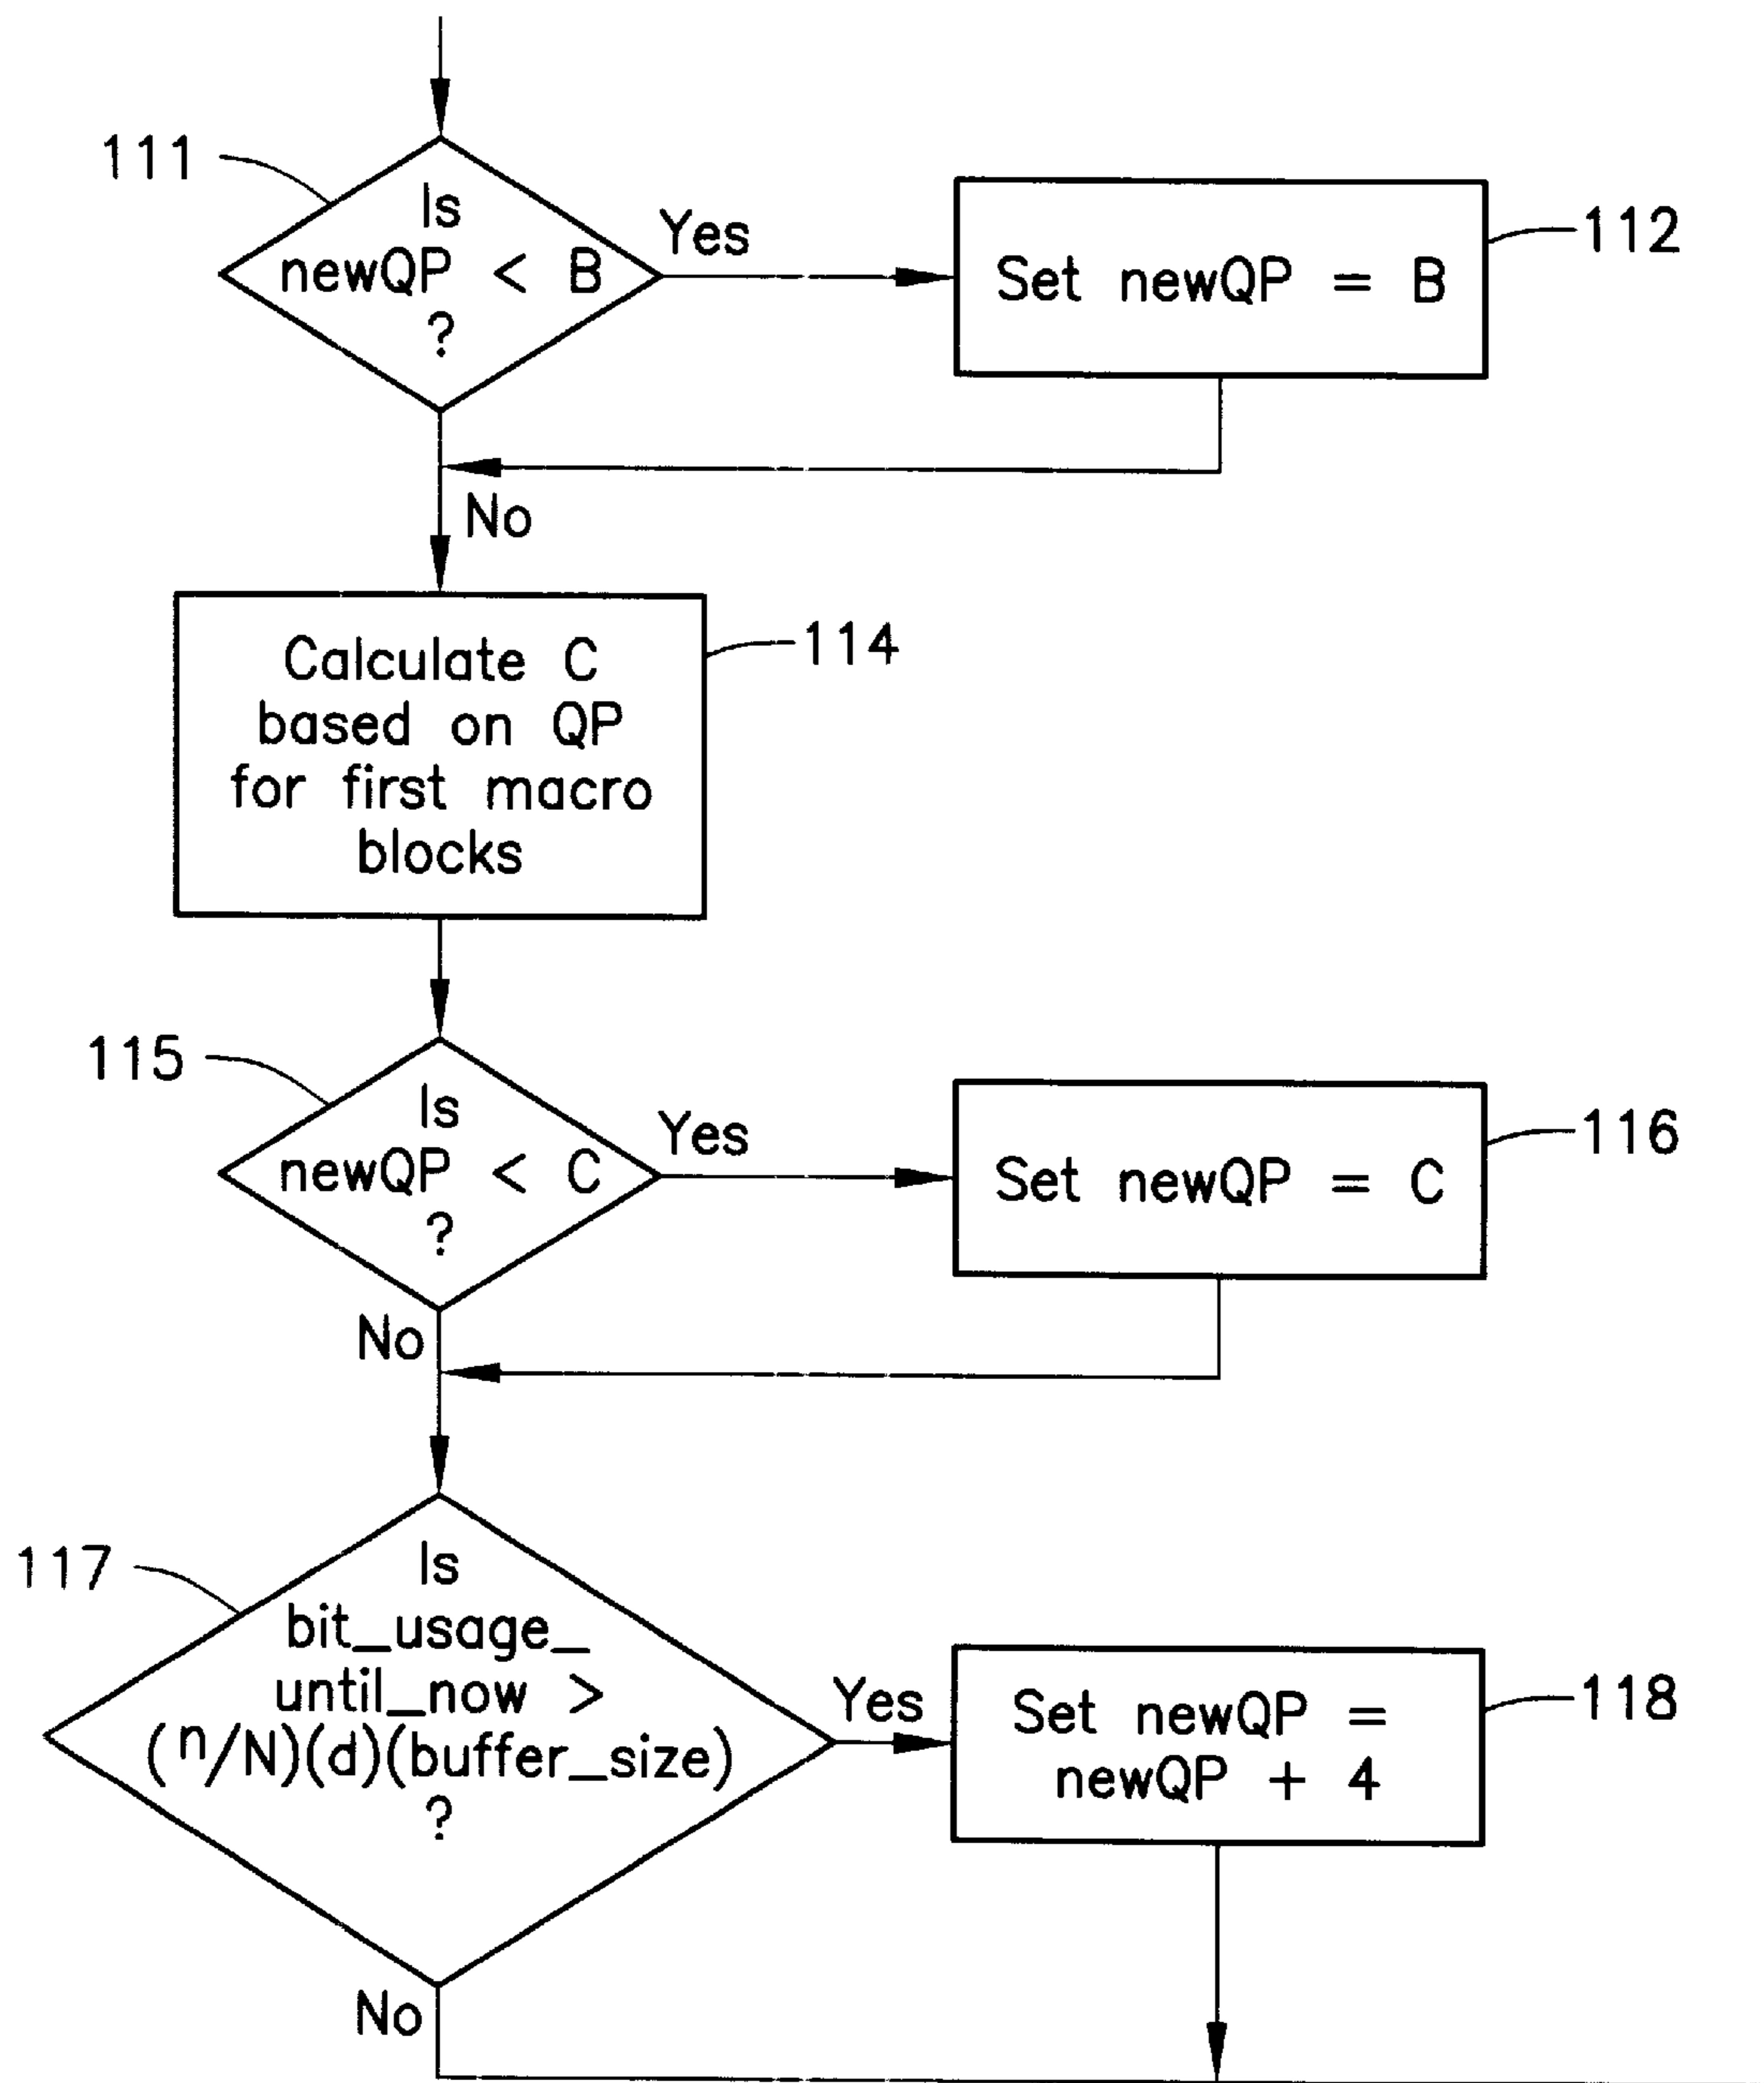 111
Is
newQP < B
?
Yes
Set newQP = B
112
No
Calculate C
based on QP
for first macro
blocks
114
115
Is
newQP < C
?
Yes
Set newQP = C
116
No
117
Is
bit_usage_
until_now >
(n/N)(d)(buffer_size)
?
Yes
Set newQP =
newQP + 4
118
No